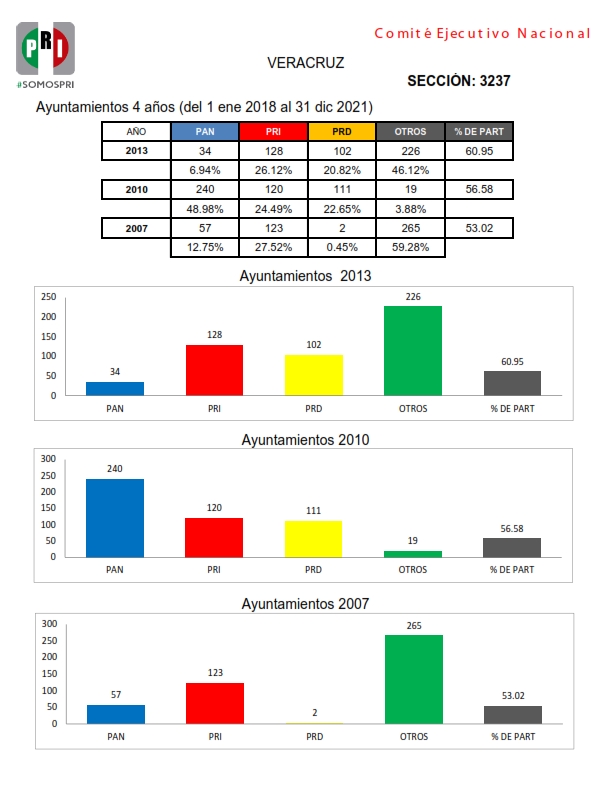 PRI
#SOMOSPRI
Comité Ejecutivo Nacional
VERACRUZ
SECCIÓN: 3237
Ayuntamientos 4 años (del 1 ene 2018 al 31 dic 2021)
AÑO PAN PRI PRD OTROS % DE PART
2013 34 128 102 226 60.95
6.94% 26.12% 20.82% 46.12%
2010 240 120 111 19 56.58
48.98% 24.49% 22.65% 3.88%
2007 57 123 2 265 53.02
12.75% 27.52% 0.45% 59.28%
Ayuntamientos 2013
250
200
150
100
50
0
34 128 102 226 60.95
PAN PRI PRD OTROS % DE PART
Ayuntamientos 2010
300
250
200
150
100
50
0
240 120 111 19 56.58
PAN PRI PRD OTROS % DE PART
Ayuntamientos 2007
300
250
200
150
100
50
0
57 123 2 265 53.02
PAN PRI PRD OTROS % DE PART